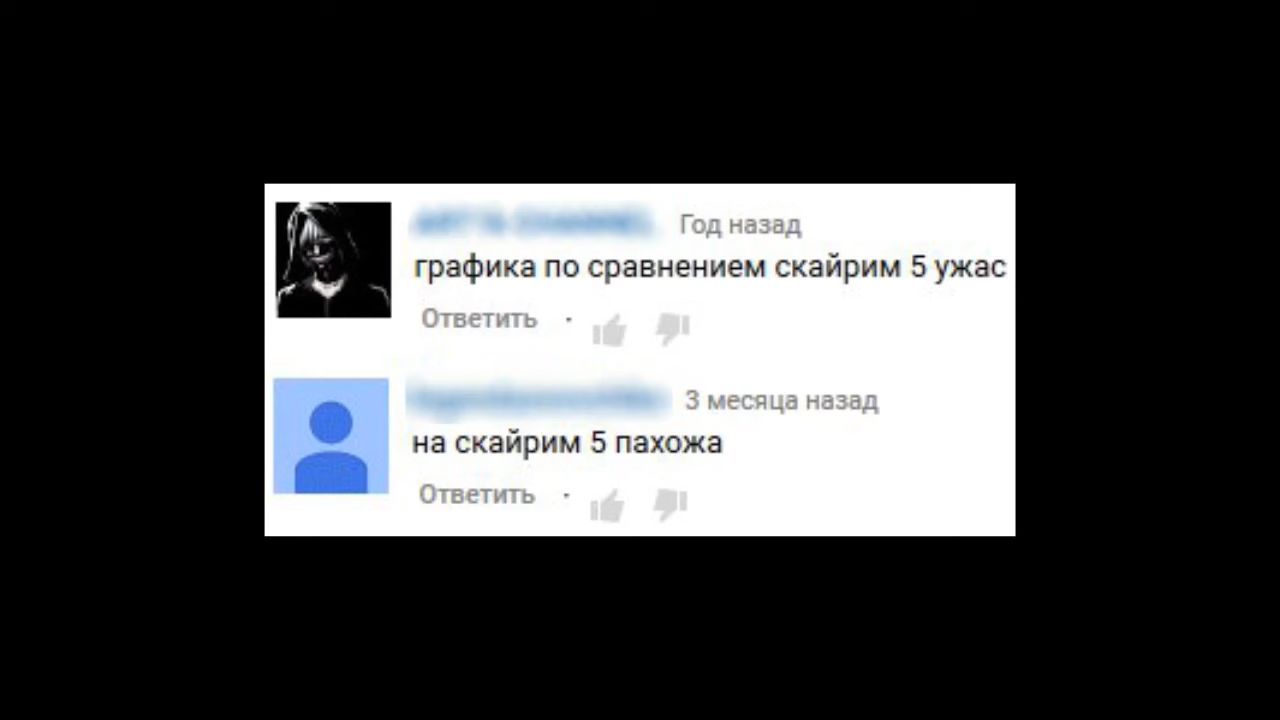 Год назад
графика по сравнением скайрим 5 ужас
Ответить ·
3 месяца назад
на скайрим 5 пахожа
Ответить ·